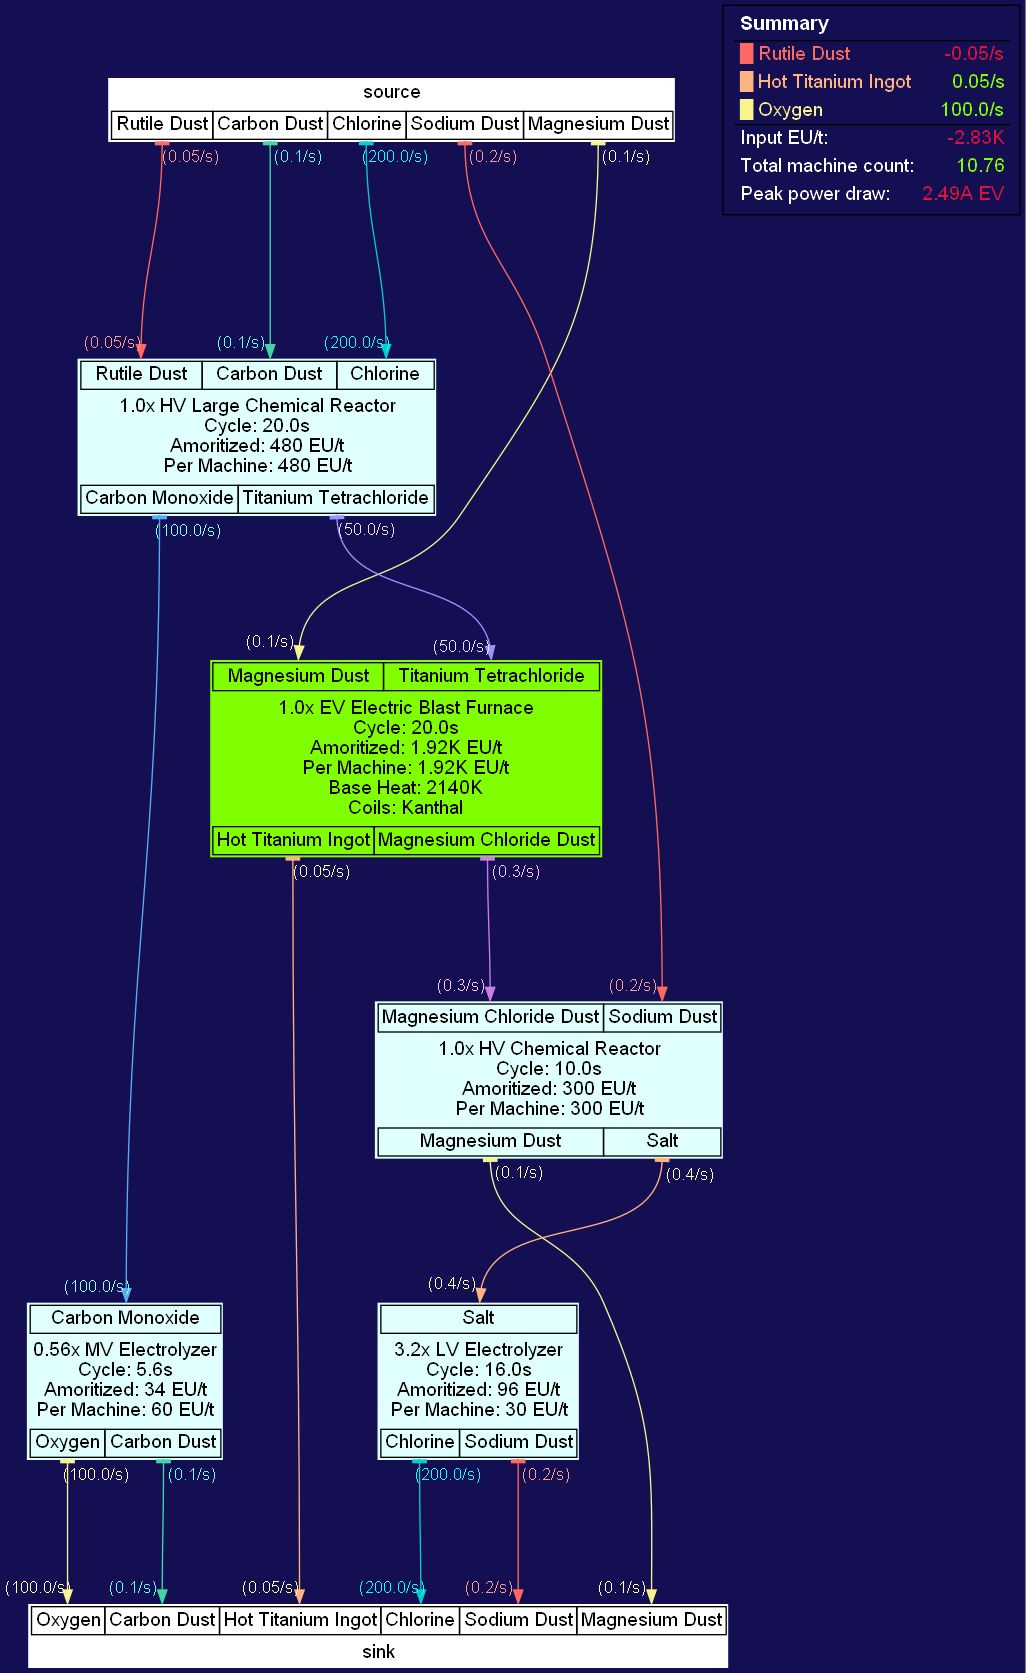 Summary
Rutile Dust -0.05/s
Hot Titanium Ingot 0.05/s
Oxygen 100.0/s
Input EU/t: -2.83K
Total machine count: 10.76
Peak power draw: 2.49A EV
source
Rutile Dust Carbon Dust Chlorine Sodium Dust Magnesium Dust
(0.05/s) (0.1/s) (200.0/s) (0.2/s) (0.1/s)
(0.05/s) (0.1/s) (200.0/s)
Rutile Dust Carbon Dust Chlorine
1.0x HV Large Chemical Reactor
Cycle: 20.0s
Amoritized: 480 EU/t
Per Machine: 480 EU/t
Carbon Monoxide Titanium Tetrachloride
(100.0/s) (50.0/s)
(0.1/s) (50.0/s)
Magnesium Dust Titanium Tetrachloride
1.0x EV Electric Blast Furnace
Cycle: 20.0s
Amoritized: 1.92K EU/t
Per Machine: 1.92K EU/t
Base Heat: 2140K
Coils: Kanthal
Hot Titanium Ingot Magnesium Chloride Dust
(0.05/s) (0.3/s)
(0.3/s) (0.2/s)
Magnesium Chloride Dust Sodium Dust
1.0x HV Chemical Reactor
Cycle: 10.0s
Amoritized: 300 EU/t
Per Machine: 300 EU/t
Magnesium Dust Salt
(0.1/s) (0.4/s)
(100.0/s) (0.4/s)
Carbon Monoxide
0.56x MV Electrolyzer
Cycle: 5.6s
Amoritized: 34 EU/t
Per Machine: 60 EU/t
Oxygen Carbon Dust
(100.0/s) (0.1/s)
Salt
3.2x LV Electrolyzer
Cycle: 16.0s
Amoritized: 96 EU/t
Per Machine: 30 EU/t
Chlorine Sodium Dust
(200.0/s) (0.2/s)
(100.0/s) (0.1/s) (0.05/s) (200.0/s) (0.2/s) (0.1/s)
Oxygen Carbon Dust Hot Titanium Ingot Chlorine Sodium Dust Magnesium Dust
sink